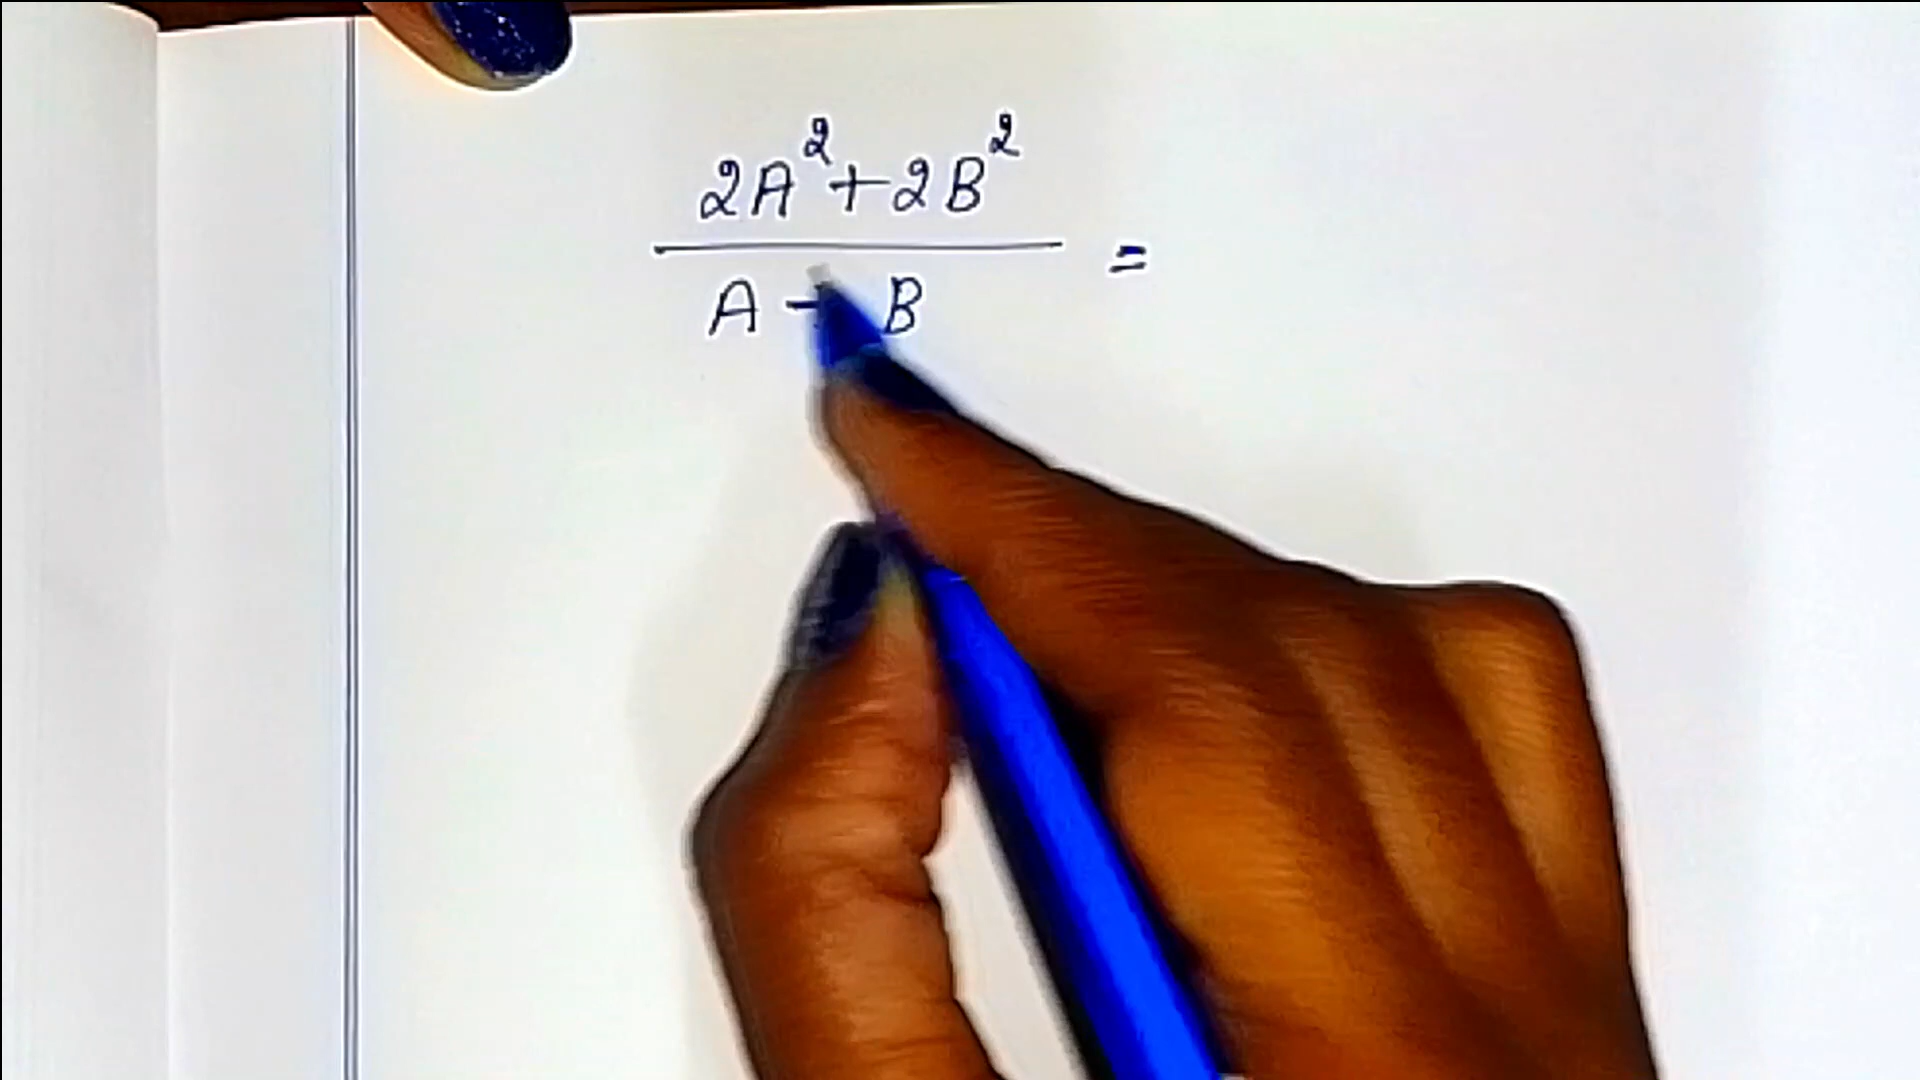 2A²+2B²
A + B =